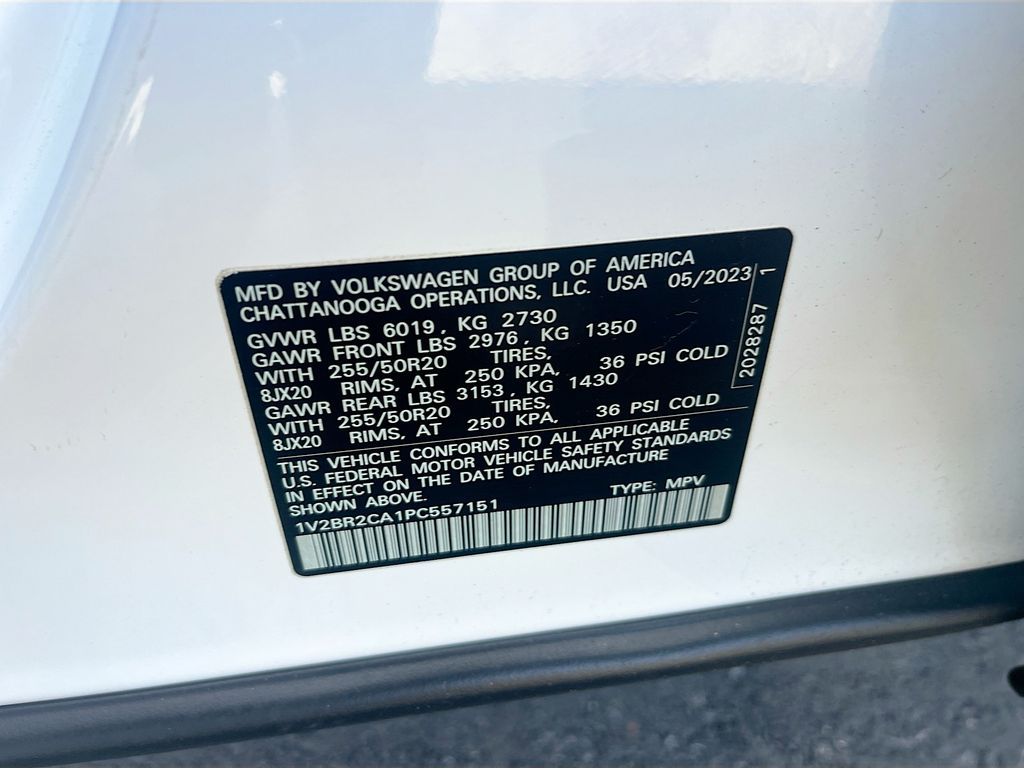 MFD BY VOLKSWAGEN GROUP OF AMERICA
CHATTANOOGA OPERATIONS, LLC. USA 05/2023
GVWR LBS 6019, KG 2730
GAWR FRONT LBS 2976, KG 1350
WITH 255/50R20 TIRES,
8JX20 RIMS, AT 250 KPA, 36 PSI COLD
GAWR REAR LBS 3153, KG 1430
WITH 255/50R20 TIRES,
8JX20 RIMS, AT 250 KPA, 36 PSI COLD
THIS VEHICLE CONFORMS TO ALL APPLICABLE
U.S. FEDERAL MOTOR VEHICLE SAFETY STANDARDS
IN EFFECT ON THE DATE OF MANUFACTURE
SHOWN ABOVE.
1V2BR2CA1PC557151 TYPE: MPV
2028287 1